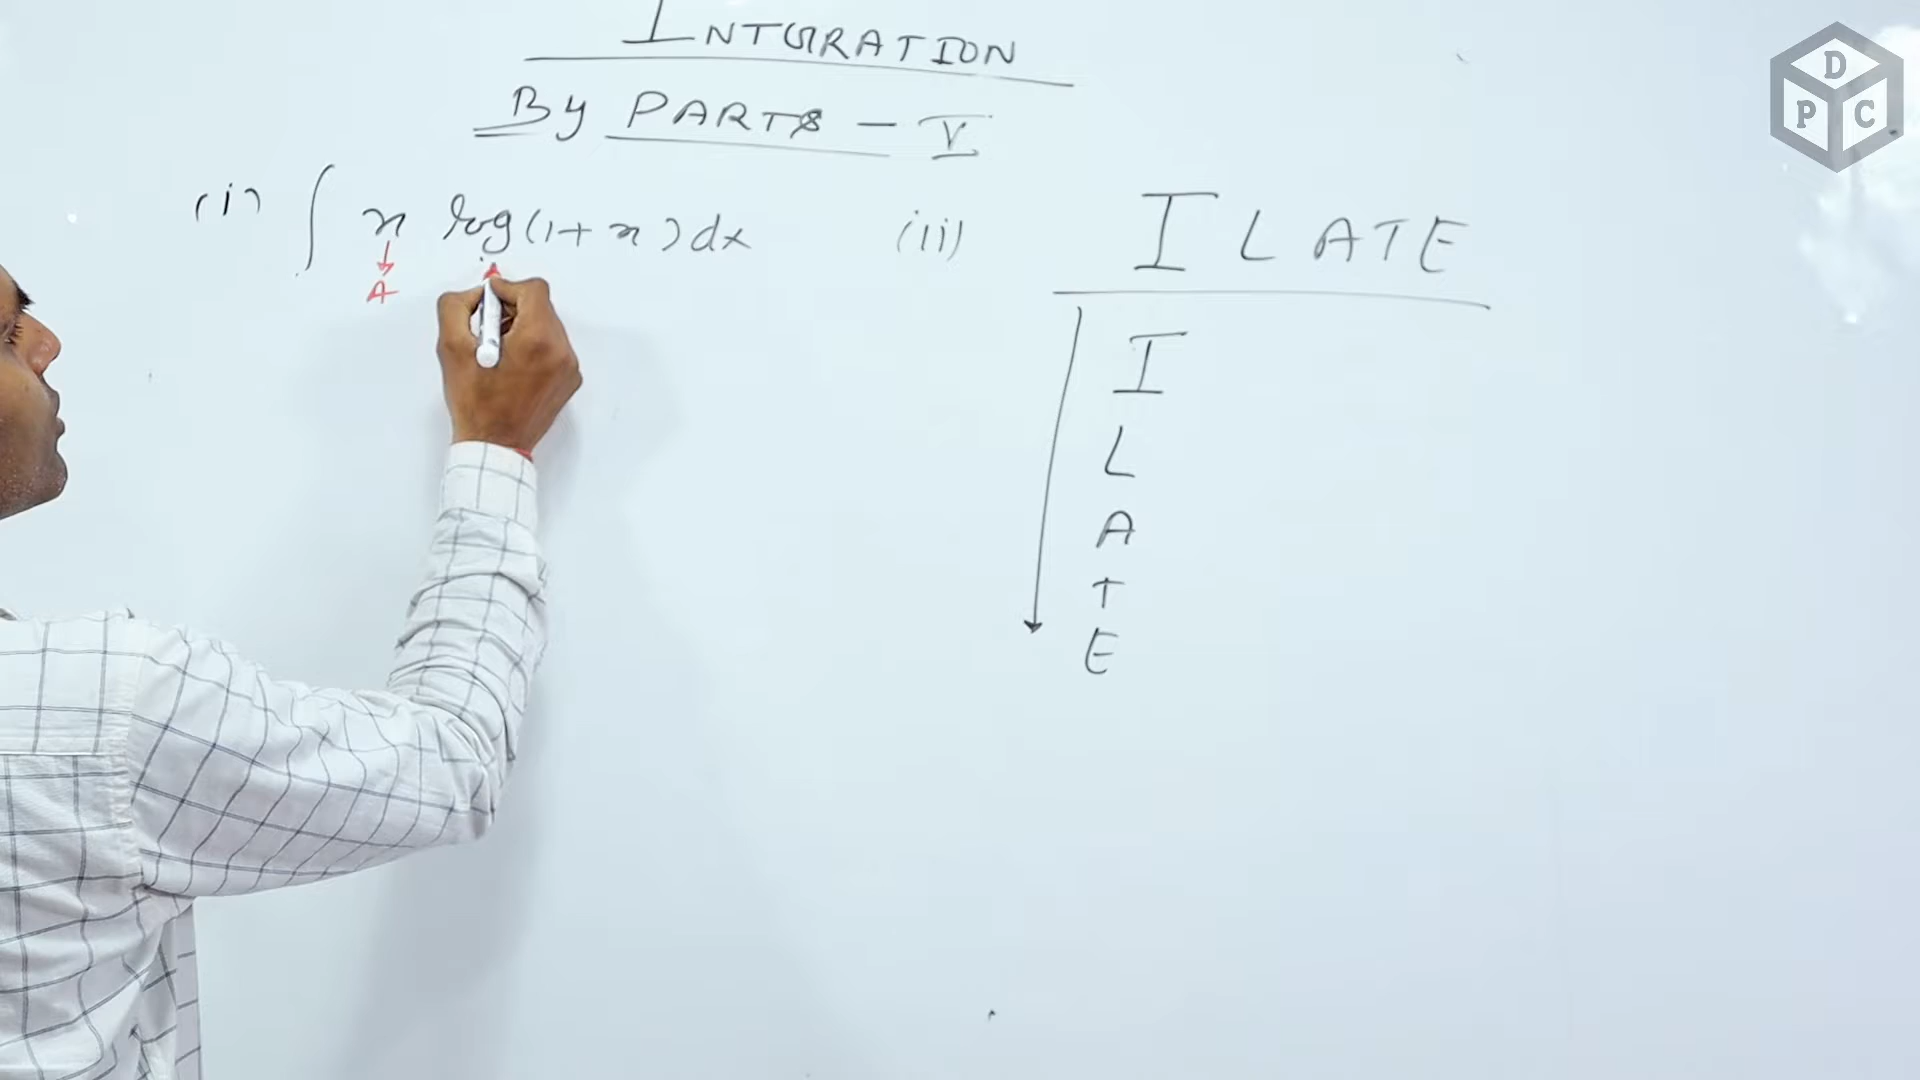 INTGRATION
By PARTS - V
(i) ∫ x log(1+x)dx
A
(ii)
ILATE
I
L
A
T
E
D
P C